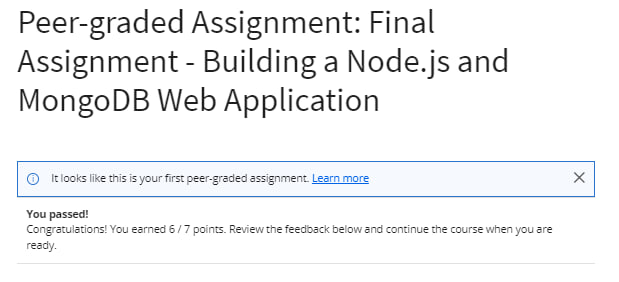 Peer-graded Assignment: Final
Assignment - Building a Node.js and
MongoDB Web Application
It looks like this is your first peer-graded assignment. Learn more
You passed!
Congratulations! You earned 6 / 7 points. Review the feedback below and continue the course when you are
ready.